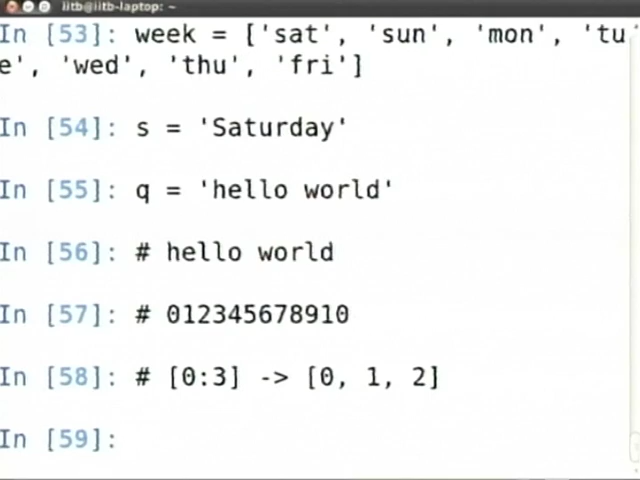 iitb@iitb-laptop: ~
In [53]: week = ['sat', 'sun', 'mon', 'tu
e', 'wed', 'thu', 'fri']
In [54]: s = 'Saturday'
In [55]: q = 'hello world'
In [56]: # hello world
In [57]: # 012345678910
In [58]: # [0:3] -> [0, 1, 2]
In [59]: